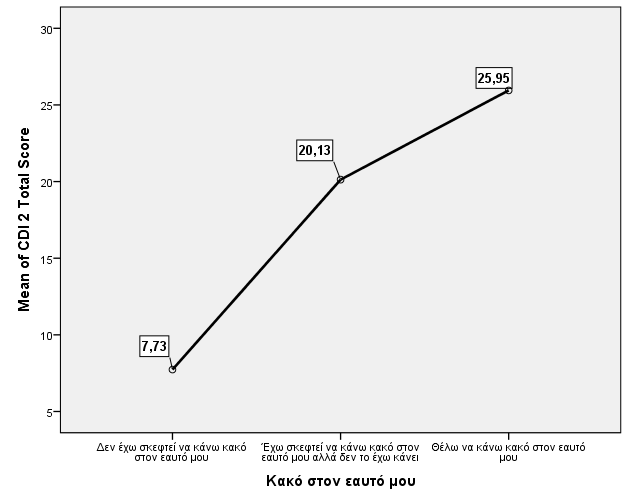 30
25,95
25
20,13
20
Mean of CDI 2 Total Score
15
10
7,73
5
Δεν έχω σκεφτεί να κάνω κακό
στον εαυτό μου
Έχω σκεφτεί να κάνω κακό στον
εαυτό μου αλλά δεν το έχω κάνει
Θέλω να κάνω κακό στον εαυτό
μου
Κακό στον εαυτό μου